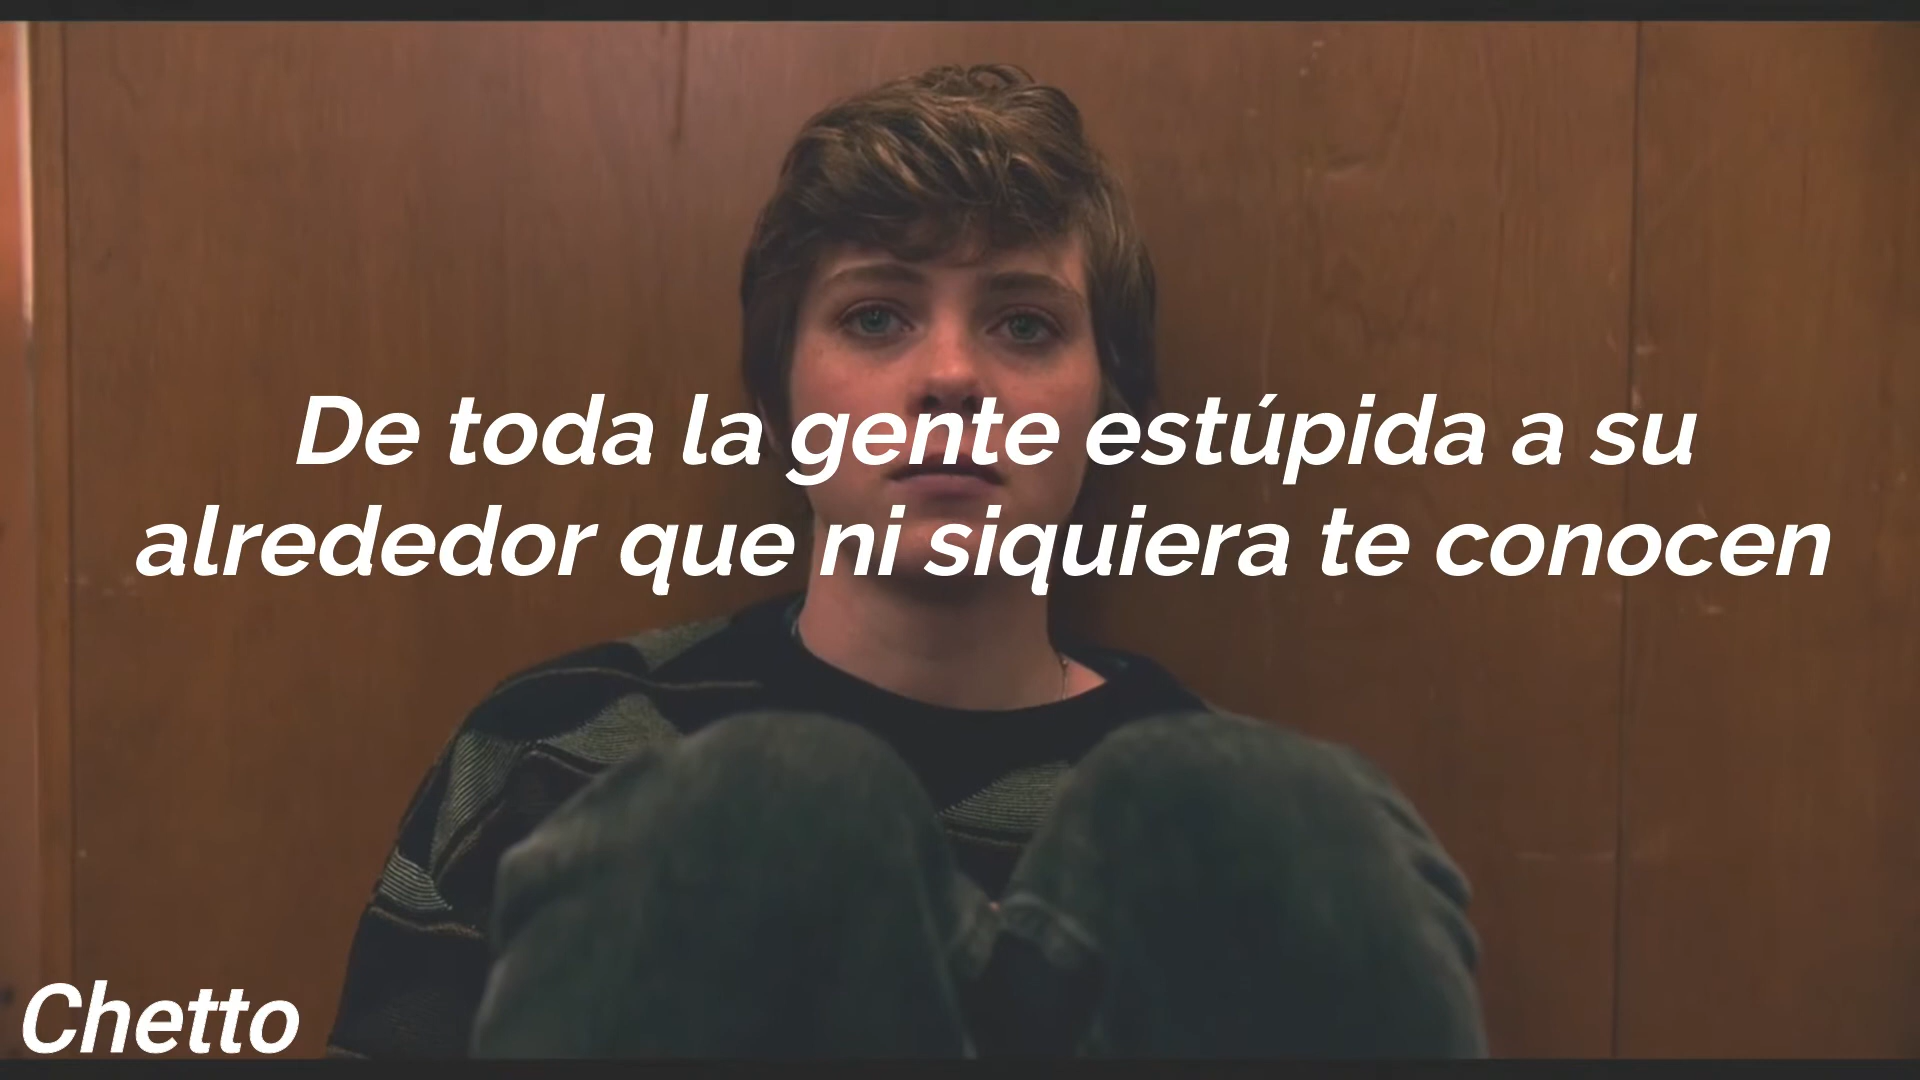 De toda la gente estúpida a su
alrededor que ni siquiera te conocen
Chetto